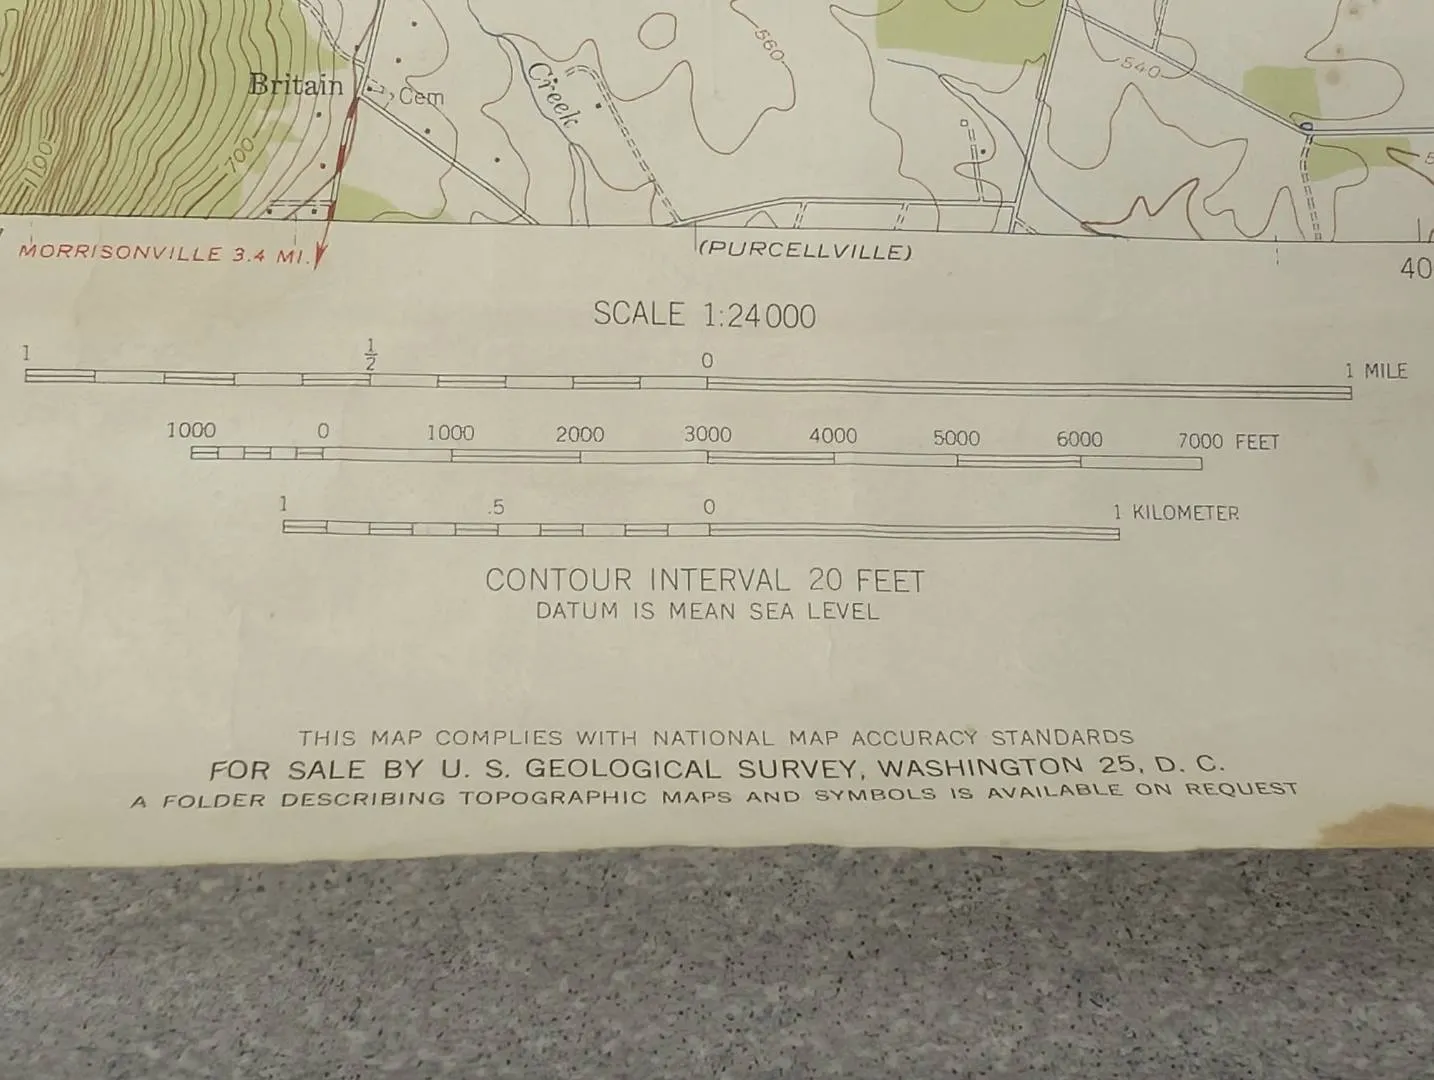 560
540
Creek
Britain
Cem
1100
700
MORRISONVILLE 3.4 MI.
(PURCELLVILLE)
40
SCALE 1:24000
1 1/2 0 1 MILE
1000 0 1000 2000 3000 4000 5000 6000 7000 FEET
1 .5 0 1 KILOMETER
CONTOUR INTERVAL 20 FEET
DATUM IS MEAN SEA LEVEL
THIS MAP COMPLIES WITH NATIONAL MAP ACCURACY STANDARDS
FOR SALE BY U. S. GEOLOGICAL SURVEY, WASHINGTON 25, D. C.
A FOLDER DESCRIBING TOPOGRAPHIC MAPS AND SYMBOLS IS AVAILABLE ON REQUEST